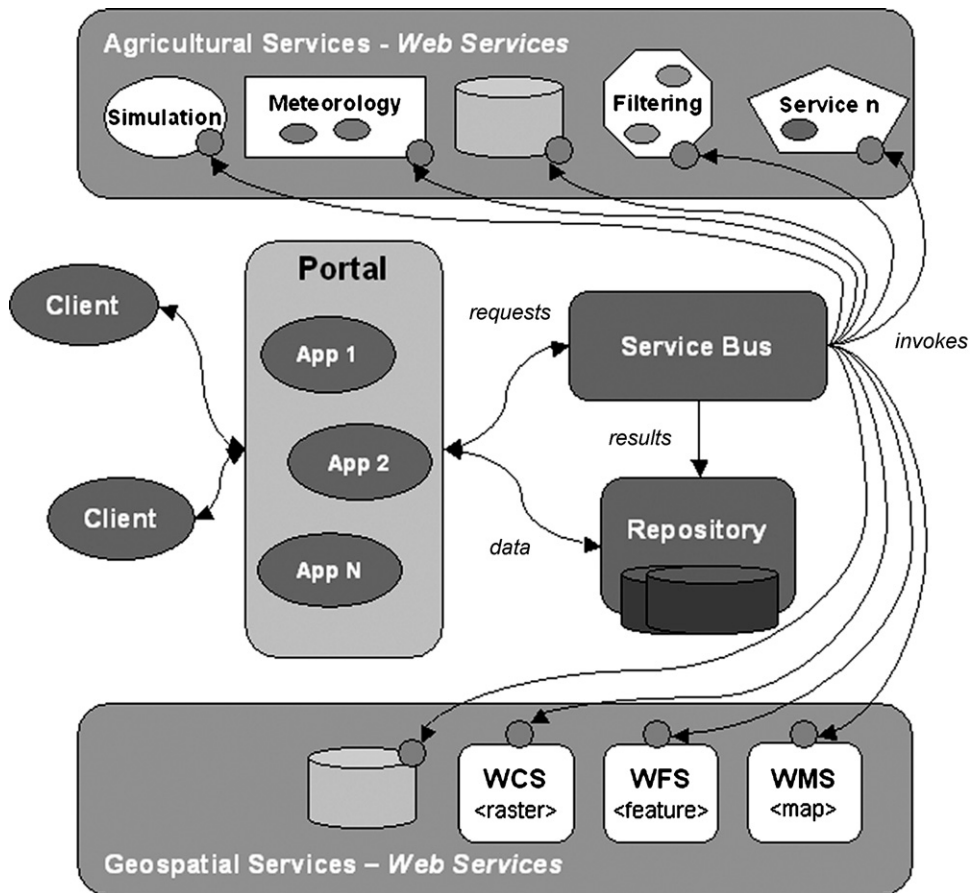 Agricultural Services - Web Services
Simulation
Meteorology
Filtering
Service n
Portal
Client
App 1
requests
Service Bus
invokes
results
App 2
Client
Repository
data
App N
WCS
<raster>
WFS
<feature>
WMS
<map>
Geospatial Services – Web Services